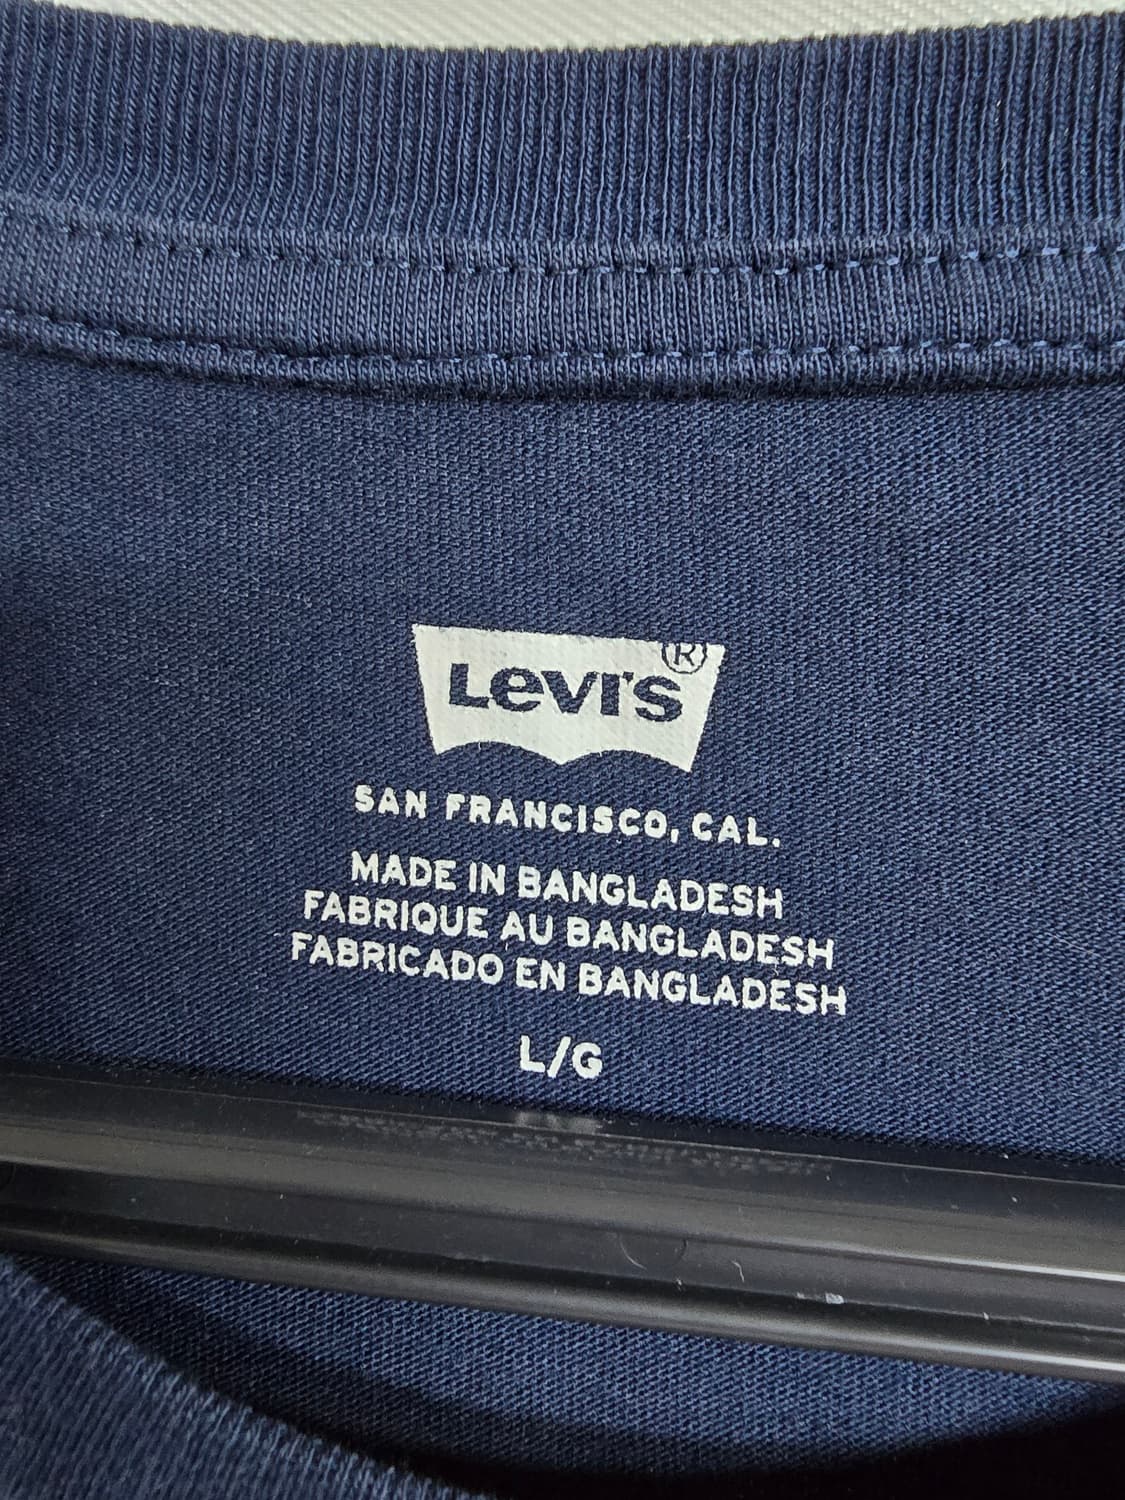 Levi's ®
SAN FRANCISCO, CAL.
MADE IN BANGLADESH
FABRIQUE AU BANGLADESH
FABRICADO EN BANGLADESH
L/G